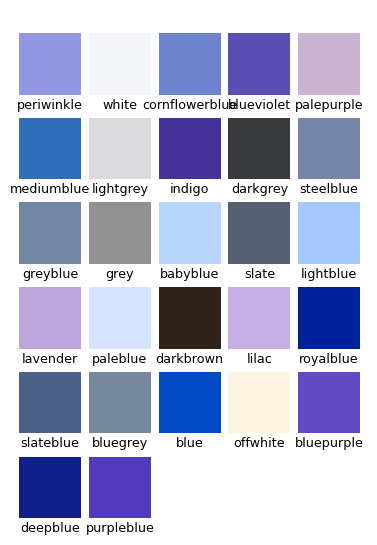 periwinkle white cornflowerblue blueviolet palepurple
mediumblue lightgrey indigo darkgrey steelblue
greyblue grey babyblue slate lightblue
lavender paleblue darkbrown lilac royalblue
slateblue bluegrey blue offwhite bluepurple
deepblue purpleblue